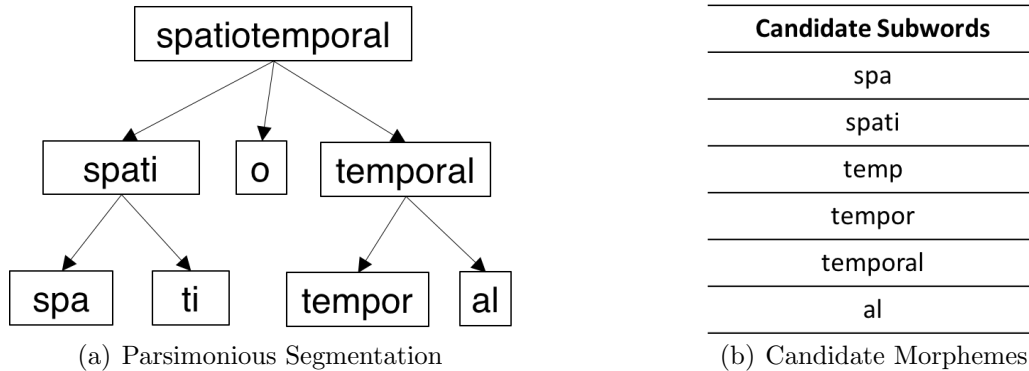 spatiotemporal
spati
o
temporal
spa
ti
tempor
al
(a) Parsimonious Segmentation
Candidate Subwords
spa
spati
temp
tempor
temporal
al
(b) Candidate Morphemes